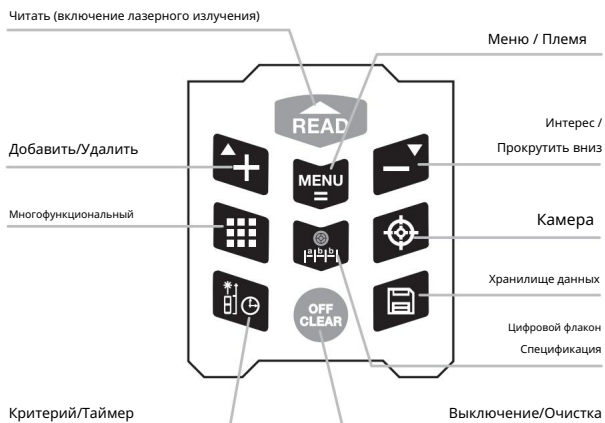 Читать (включение лазерного излучения)
Меню / Племя
READ
Интерес /
Добавить/Удалить
Прокрутить вниз
MENU
=
Многофункциональный
Камера
a b b
Хранилище данных
OFF
CLEAR
Цифровой флакон
Спецификация
Критерий/Таймер
Выключение/Очистка